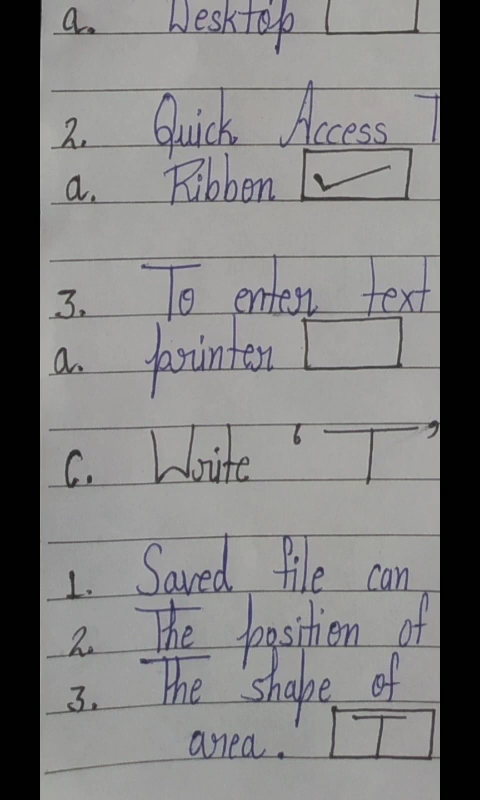 a. Desktop
2. Quick Access T
a. Ribbon ✓
3. To enter text
a. printer
C. Write ‘T’
1. Saved file can
2. The position of
3. The shape of
area. T